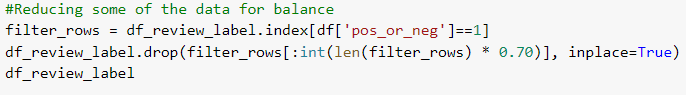 #Reducing some of the data for balance
filter_rows = df_review_label.index[df['pos_or_neg']==1]
df_review_label.drop(filter_rows[:int(len(filter_rows) * 0.70)], inplace=True)
df_review_label